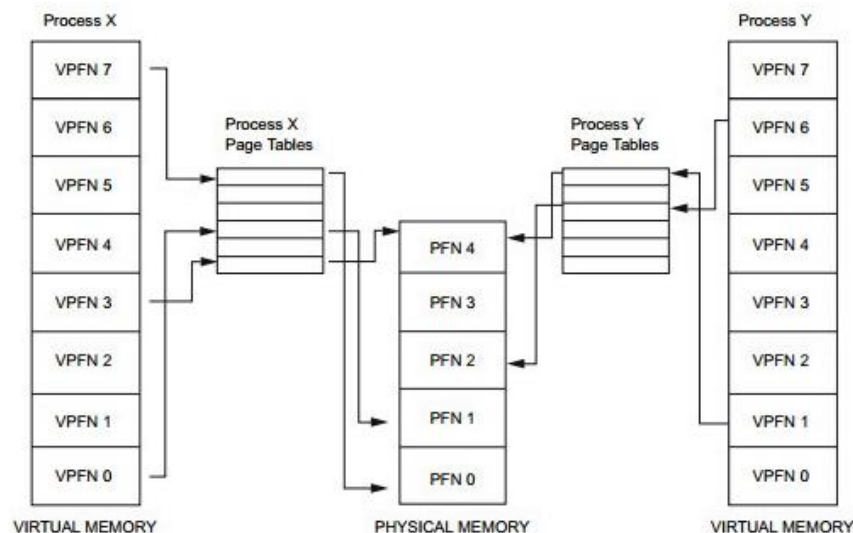 Process X
VPFN 7
VPFN 6
VPFN 5
VPFN 4
VPFN 3
VPFN 2
VPFN 1
VPFN 0
VIRTUAL MEMORY
Process X
Page Tables
PFN 4
PFN 3
PFN 2
PFN 1
PFN 0
PHYSICAL MEMORY
Process Y
Page Tables
Process Y
VPFN 7
VPFN 6
VPFN 5
VPFN 4
VPFN 3
VPFN 2
VPFN 1
VPFN 0
VIRTUAL MEMORY